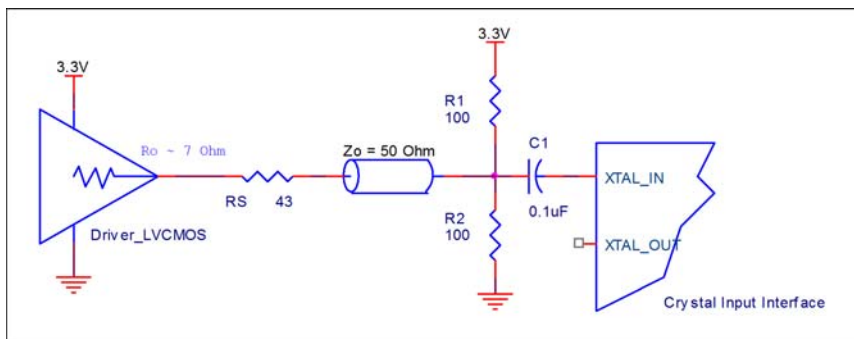 3.3V
3.3V
R1
100
Ro ~ 7 Ohm
Zo = 50 Ohm
C1
RS 43
XTAL_IN
0.1uF
R2
100
Driver_LVCMOS
XTAL_OUT
Crystal Input Interface